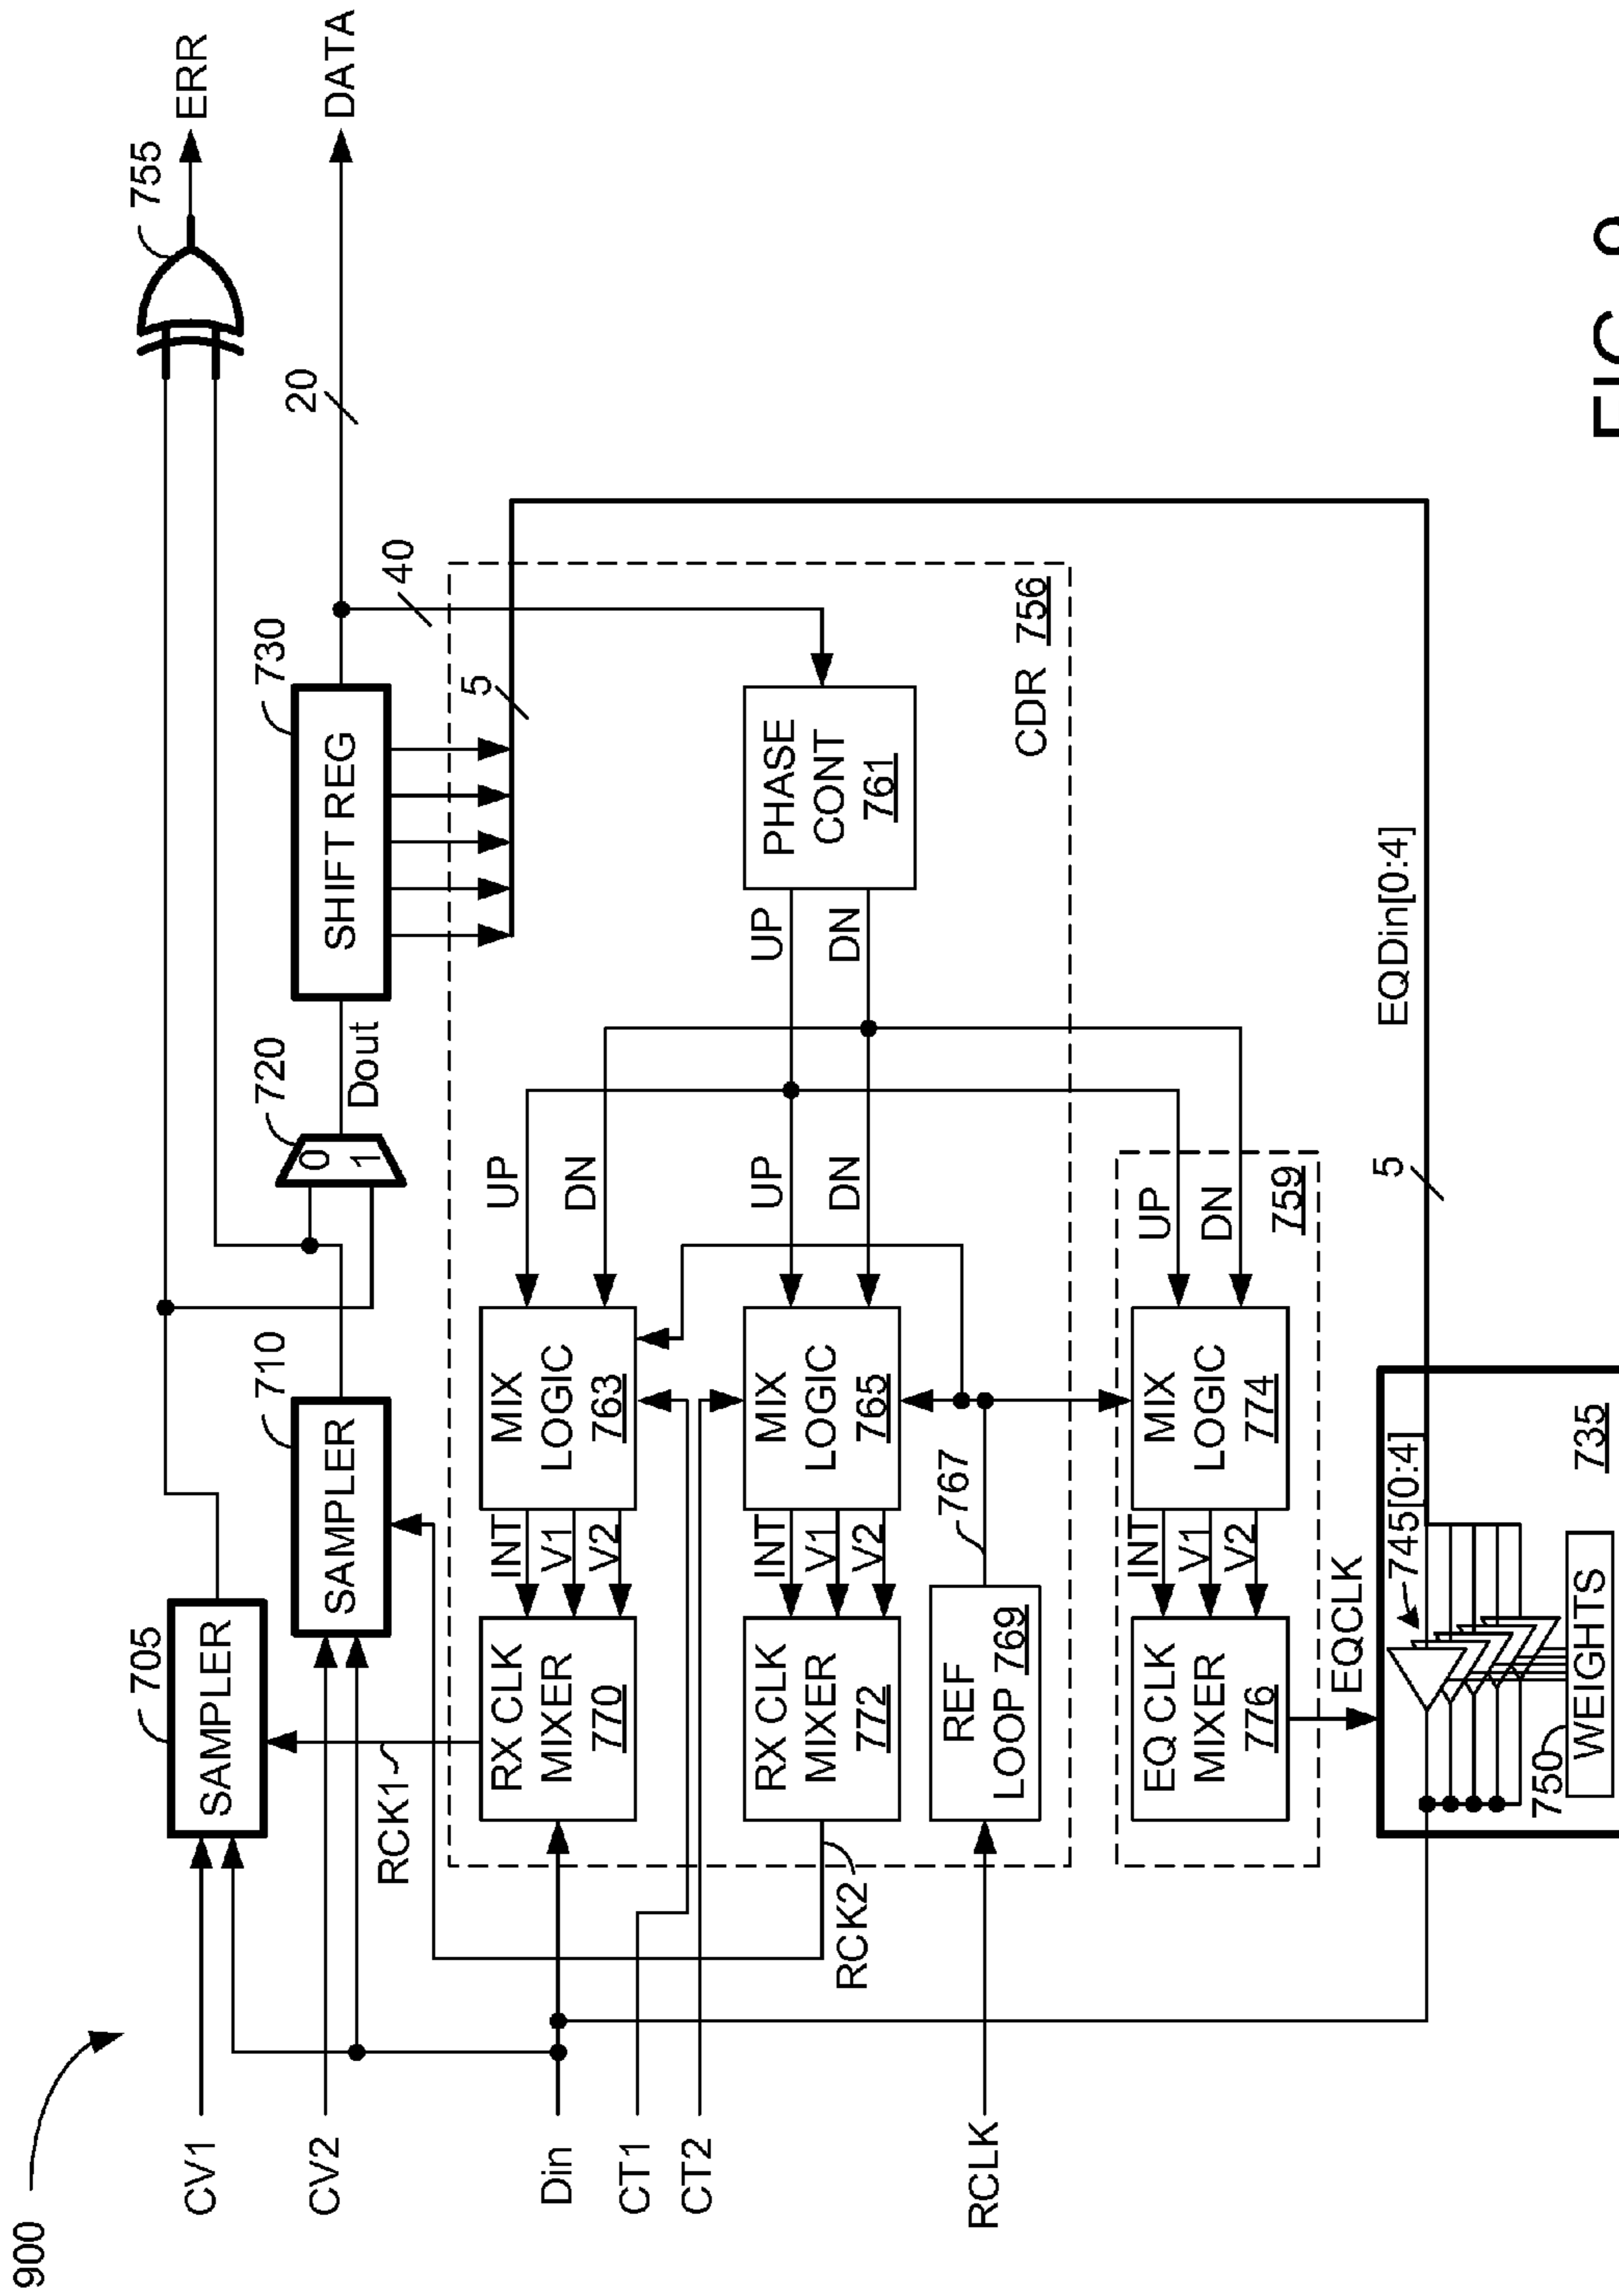 900
CV1
CV2
Din
CT1
CT2
RCLK
705
SAMPLER
710
SAMPLER
720
0
1
Dout
730
SHIFT REG
755
ERR
20
DATA
40
5
RCK1
RCK2
RX CLK
MIXER
770
INT
V1
V2
MIX
LOGIC
763
UP
DN
RX CLK
MIXER
772
INT
V1
V2
MIX
LOGIC
765
UP
DN
UP
DN
PHASE
CONT
761
CDR 756
REF
LOOP 769
767
EQ CLK
MIXER
776
INT
V1
V2
MIX
LOGIC
774
UP
DN
759
EQCLK
5
EQDin[0:4]
745[0:4]
750
WEIGHTS
735